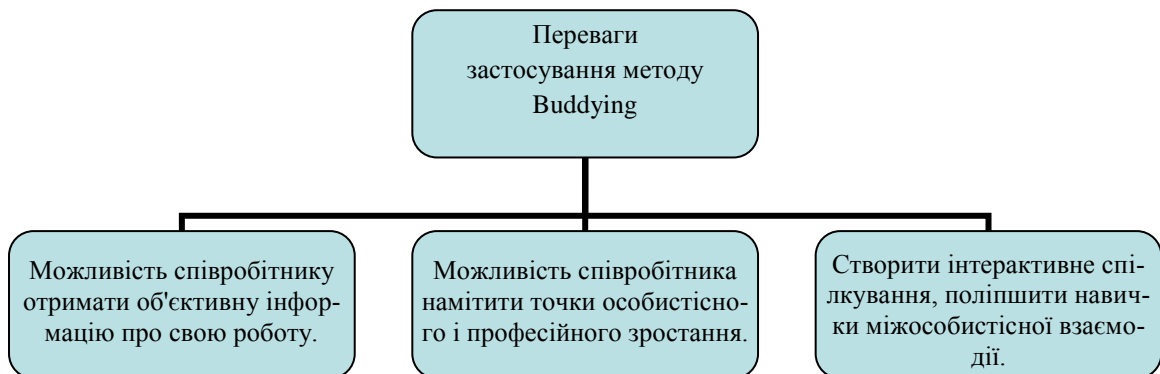 Переваги
застосування методу
Buddying
Можливість співробітнику
отримати об'єктивну інфор-
мацію про свою роботу.
Можливість співробітника
намітити точки особистісно-
го і професійного зростання.
Створити інтерактивне спі-
лкування, поліпшити навич-
ки міжособистісної взаємо-
дії.